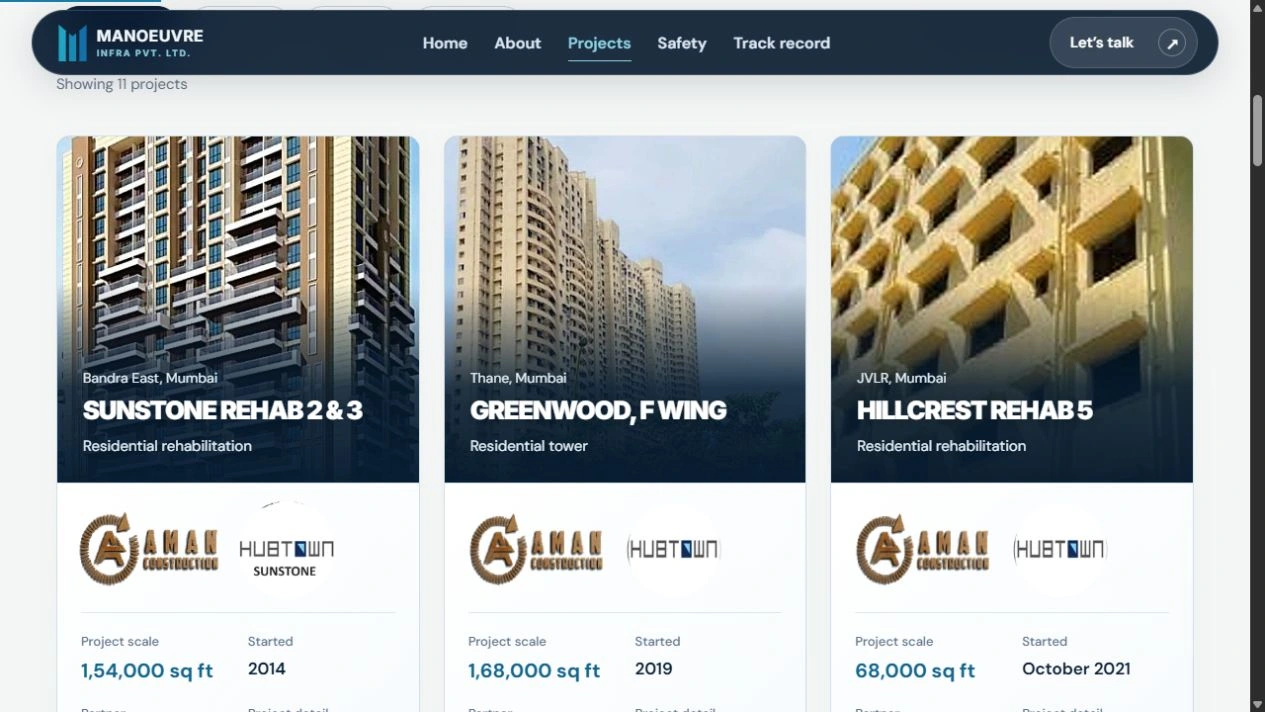 MANOEUVRE
INFRA PVT. LTD.
Home
About
Projects
Safety
Track record
Let's talk
Showing 11 projects
Bandra East, Mumbai
SUNSTONE REHAB 2 & 3
Residential rehabilitation
Thane, Mumbai
GREENWOOD, F WING
Residential tower
JVLR, Mumbai
HILLCREST REHAB 5
Residential rehabilitation
AMAN
CONSTRUCTION
HUBTOWN
SUNSTONE
AMAN
CONSTRUCTION
HUBTOWN
AMAN
CONSTRUCTION
HUBTOWN
Project scale
Started
1,54,000 sq ft
2014
Project scale
Started
1,68,000 sq ft
2019
Project scale
Started
68,000 sq ft
October 2021